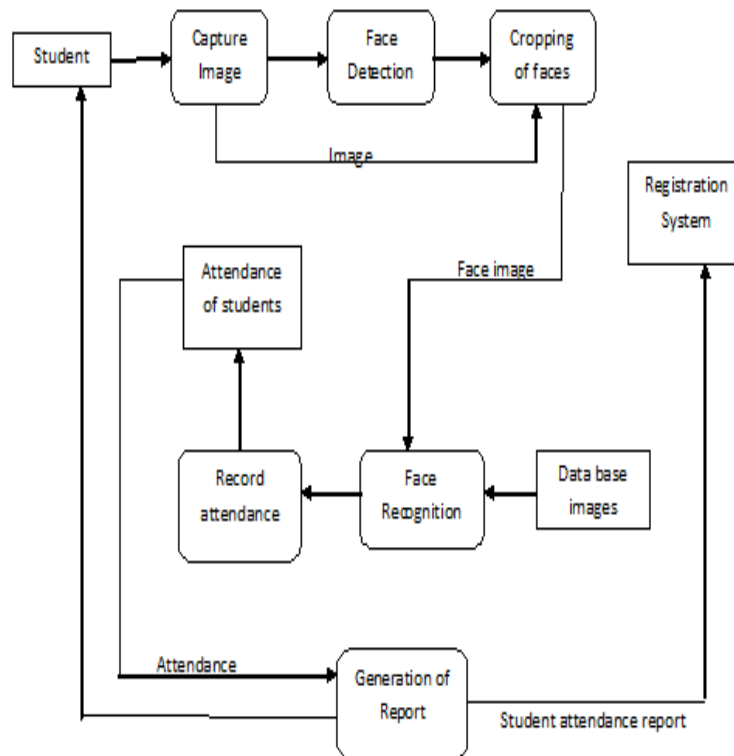 Student
Capture
Image
Face
Detection
Cropping
of faces
Image
Registration
System
Attendance
of students
Face image
Record
attendance
Face
Recognition
Data base
images
Attendance
Generation of
Report
Student attendance report